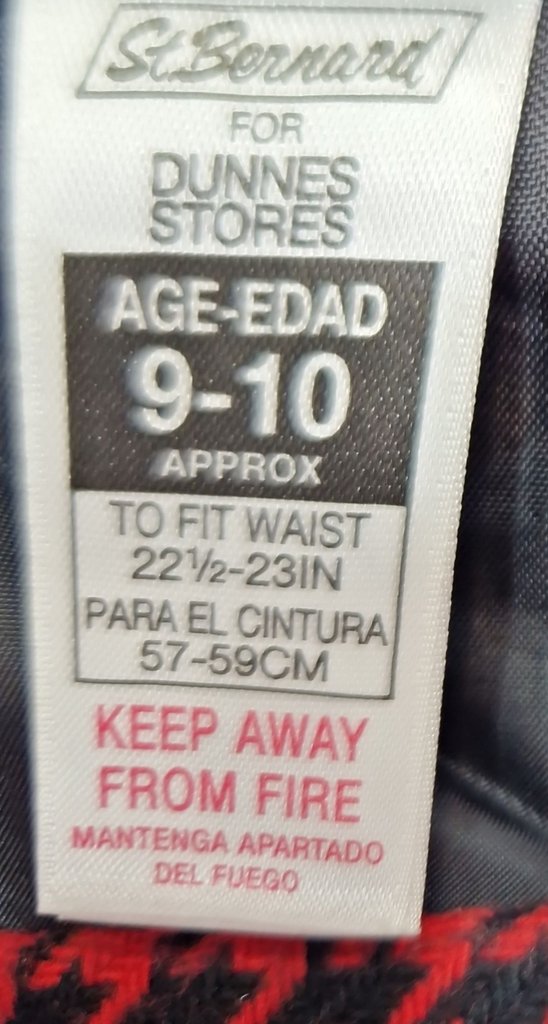 St.Bernard
FOR
DUNNES
STORES
AGE-EDAD
9-10
APPROX
TO FIT WAIST
22½-23IN
PARA EL CINTURA
57-59CM
KEEP AWAY
FROM FIRE
MANTENGA APARTADO
DEL FUEGO